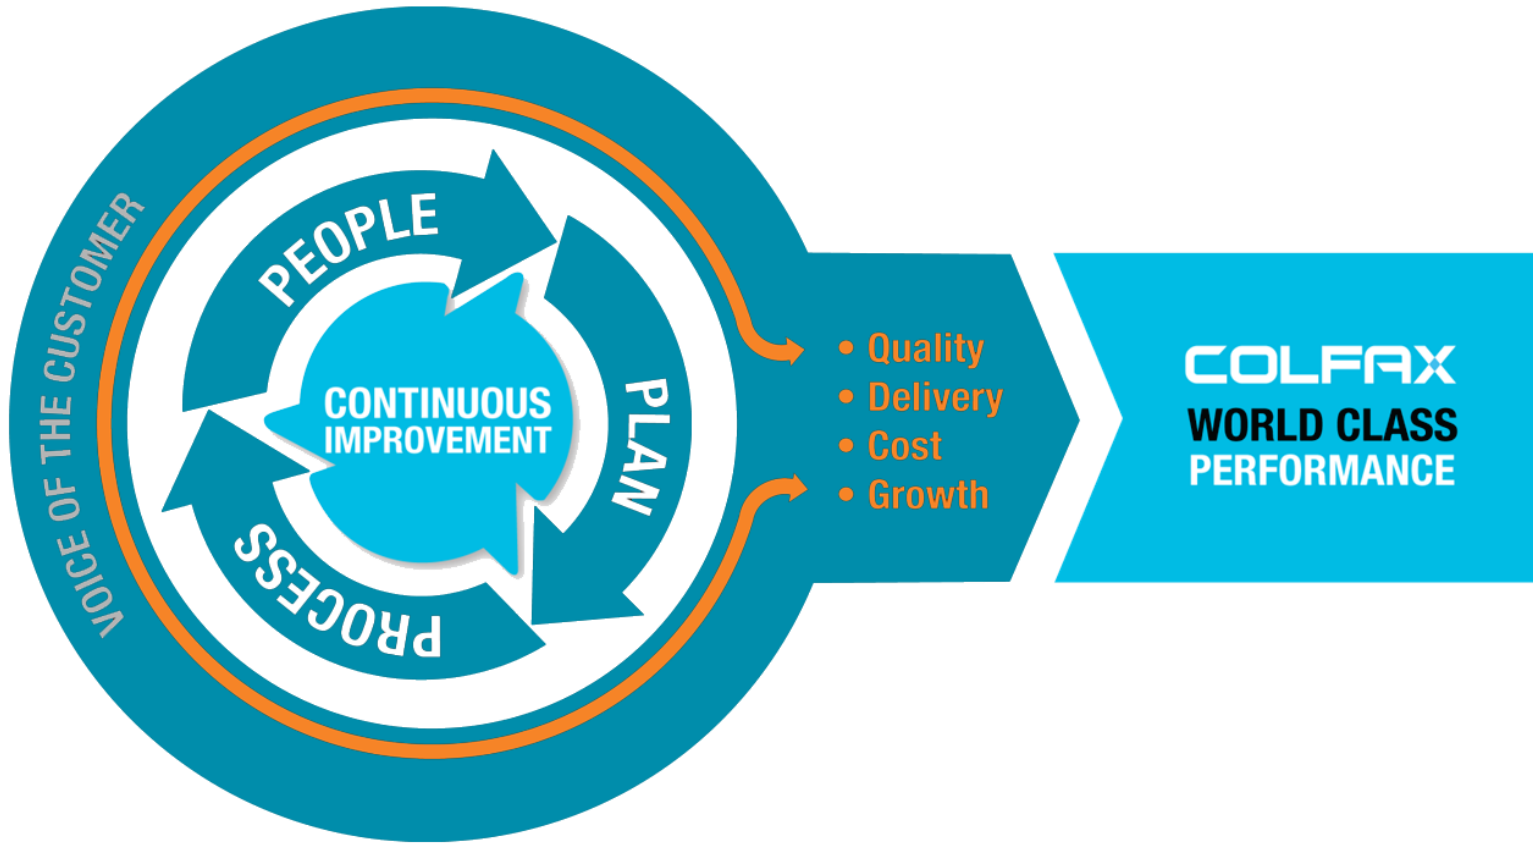 VOICE OF THE CUSTOMER
PEOPLE
PLAN
PROCESS
CONTINUOUS
IMPROVEMENT
• Quality
• Delivery
• Cost
• Growth
COLFAX
WORLD CLASS
PERFORMANCE